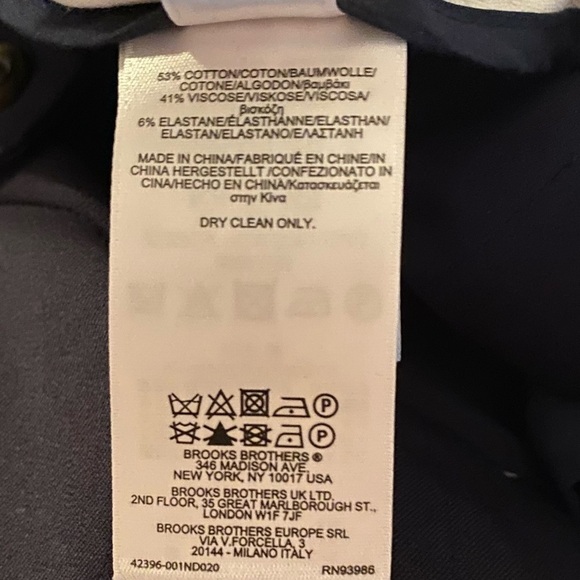 53% COTTON/COTON/BAUMWOLLE/
COTONE/ALGODON/Βαμβάκι
41% VISCOSE/VISKOSE/VISCOSA/
βισκόζη
6% ELASTANE/ÉLASTHANNE/ELASTHAN/
ELASTAN/ELASTANO/ΕΛΑΣΤΑΝΗ
MADE IN CHINA/FABRIQUÉ EN CHINE/IN
CHINA HERGESTELLT /CONFEZIONATO IN
CINA/HECHO EN CHINA/Κατασκευάζεται
στην Κίνα
DRY CLEAN ONLY.
P
P
BROOKS BROTHERS ®
346 MADISON AVE.
NEW YORK, NY 10017 USA
BROOKS BROTHERS UK LTD.
2ND FLOOR, 35 GREAT MARLBOROUGH ST.,
LONDON W1F 7JF
BROOKS BROTHERS EUROPE SRL
VIA V.FORCELLA, 3
20144 - MILANO ITALY
42396-001ND020 RN93986